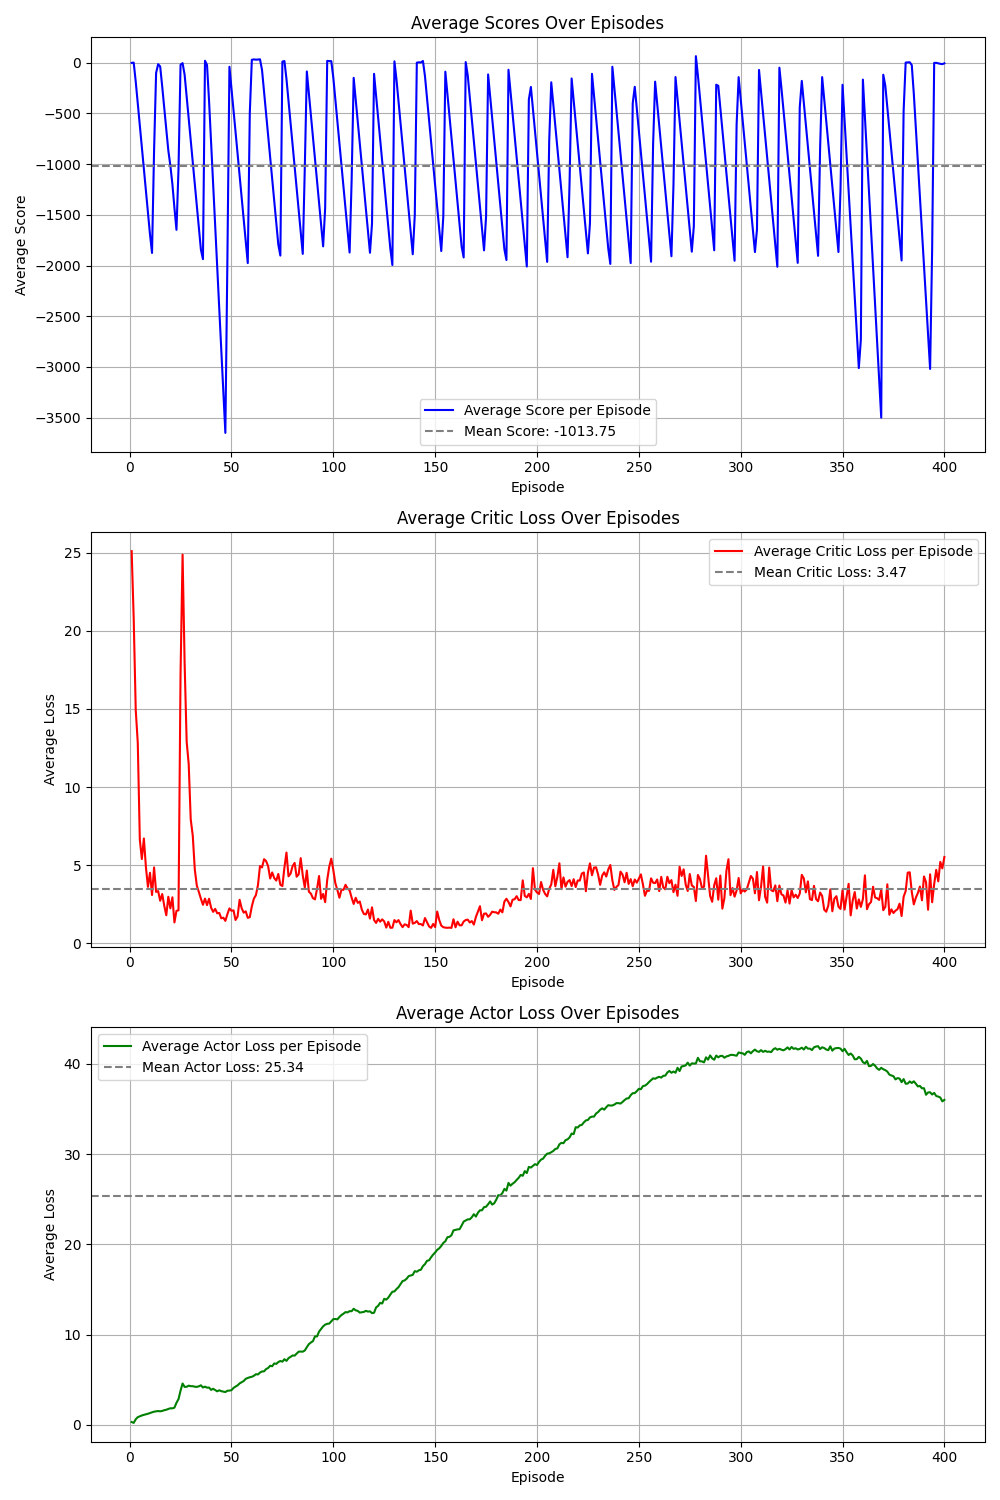 Average Scores Over Episodes
0
−500
−1000
−1500
−2000
−2500
−3000
−3500
Average Score
Average Score per Episode
Mean Score: -1013.75
0 50 100 150 200 250 300 350 400
Episode
Average Critic Loss Over Episodes
25
20
15
10
5
0
Average Loss
Average Critic Loss per Episode
Mean Critic Loss: 3.47
0 50 100 150 200 250 300 350 400
Episode
Average Actor Loss Over Episodes
40
30
20
10
0
Average Loss
Average Actor Loss per Episode
Mean Actor Loss: 25.34
0 50 100 150 200 250 300 350 400
Episode